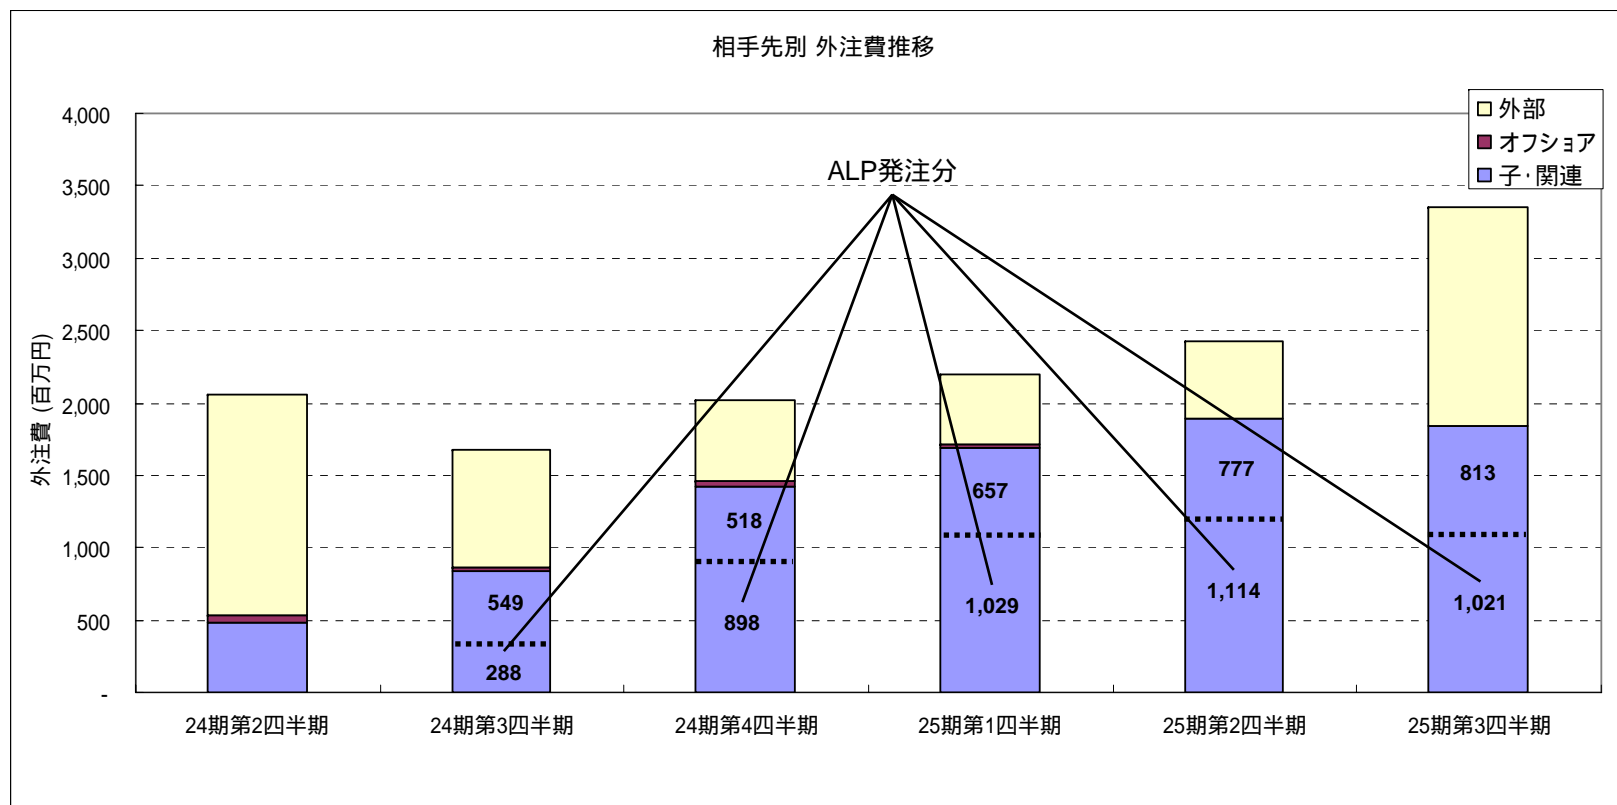 相手先別 外注費推移
外注費 (百万円)
4,000
3,500
3,000
2,500
2,000
1,500
1,000
500
-
外部
オフショア
子・関連
ALP発注分
549
288
518
898
657
1,029
777
1,114
813
1,021
24期第2四半期
24期第3四半期
24期第4四半期
25期第1四半期
25期第2四半期
25期第3四半期